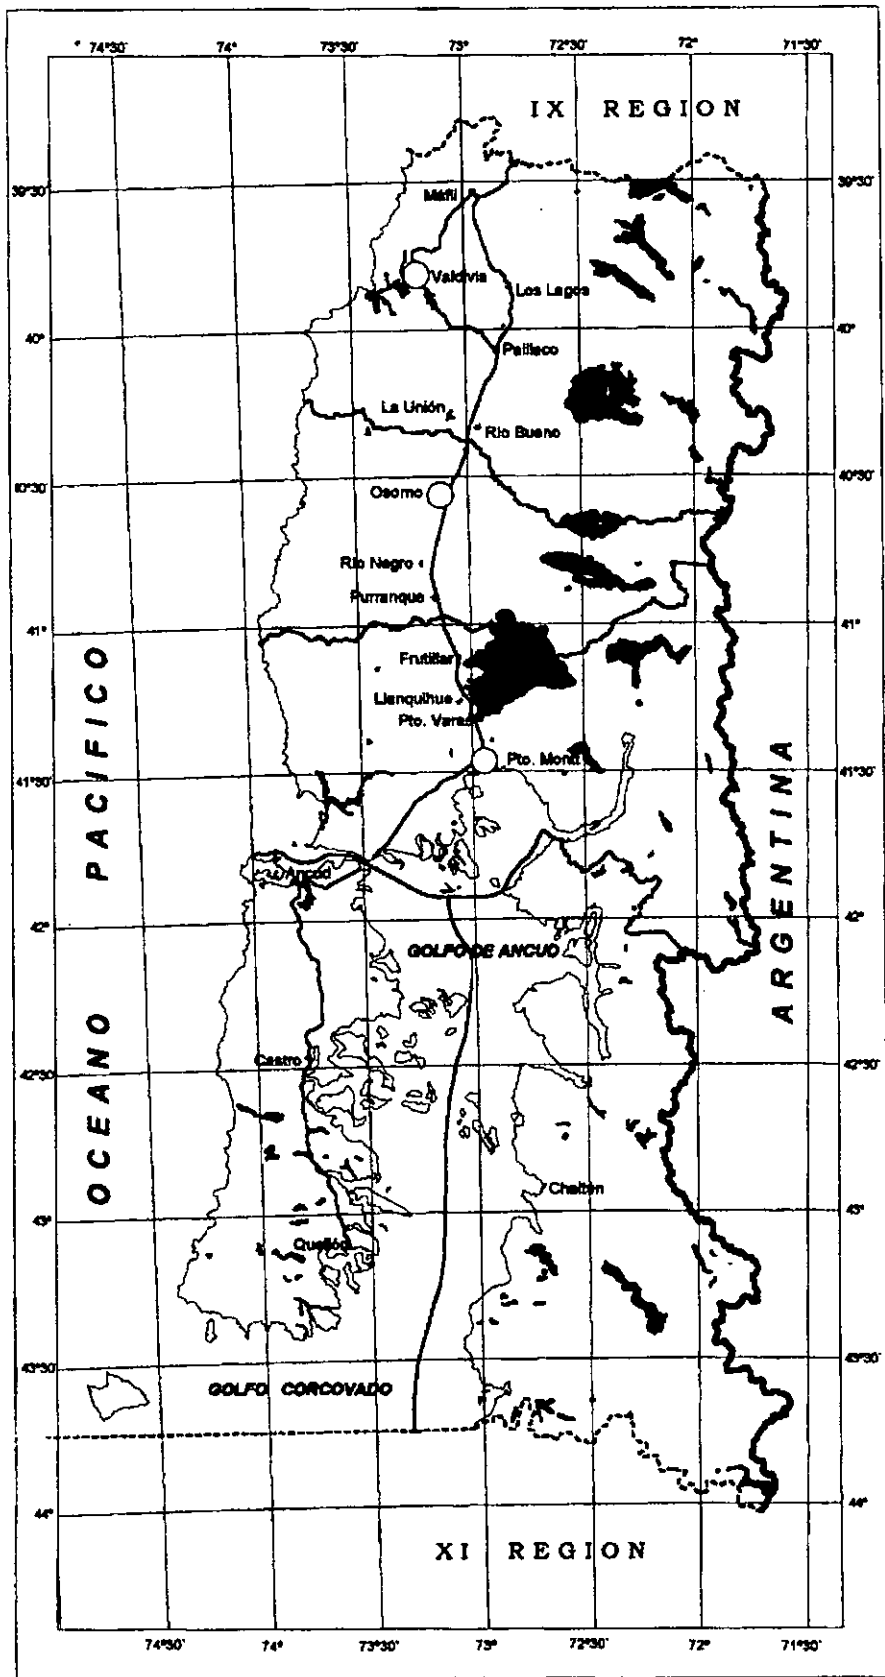 74°30' 74° 73°30' 73° 72°30' 72° 71°30'
IX REGION
39°30' 39°30'
Máfil
Valdivia
Los Lagos
40° 40°
Paillaco
La Unión
Río Bueno
40°30' 40°30'
Osorno
Río Negro
Purranque
41° 41°
Frutillar
Llanquihue
Pto. Varas
Pto. Montt
41°30' 41°30'
OCEANO PACIFICO
ARGENTINA
Ancud
42° 42°
GOLFO DE ANCUD
Castro
42°30' 42°30'
Chaitén
43° 43°
Quellón
43°30' 43°30'
GOLFO CORCOVADO
44° 44°
XI REGION
74°30' 74° 73°30' 73° 72°30' 72° 71°30'